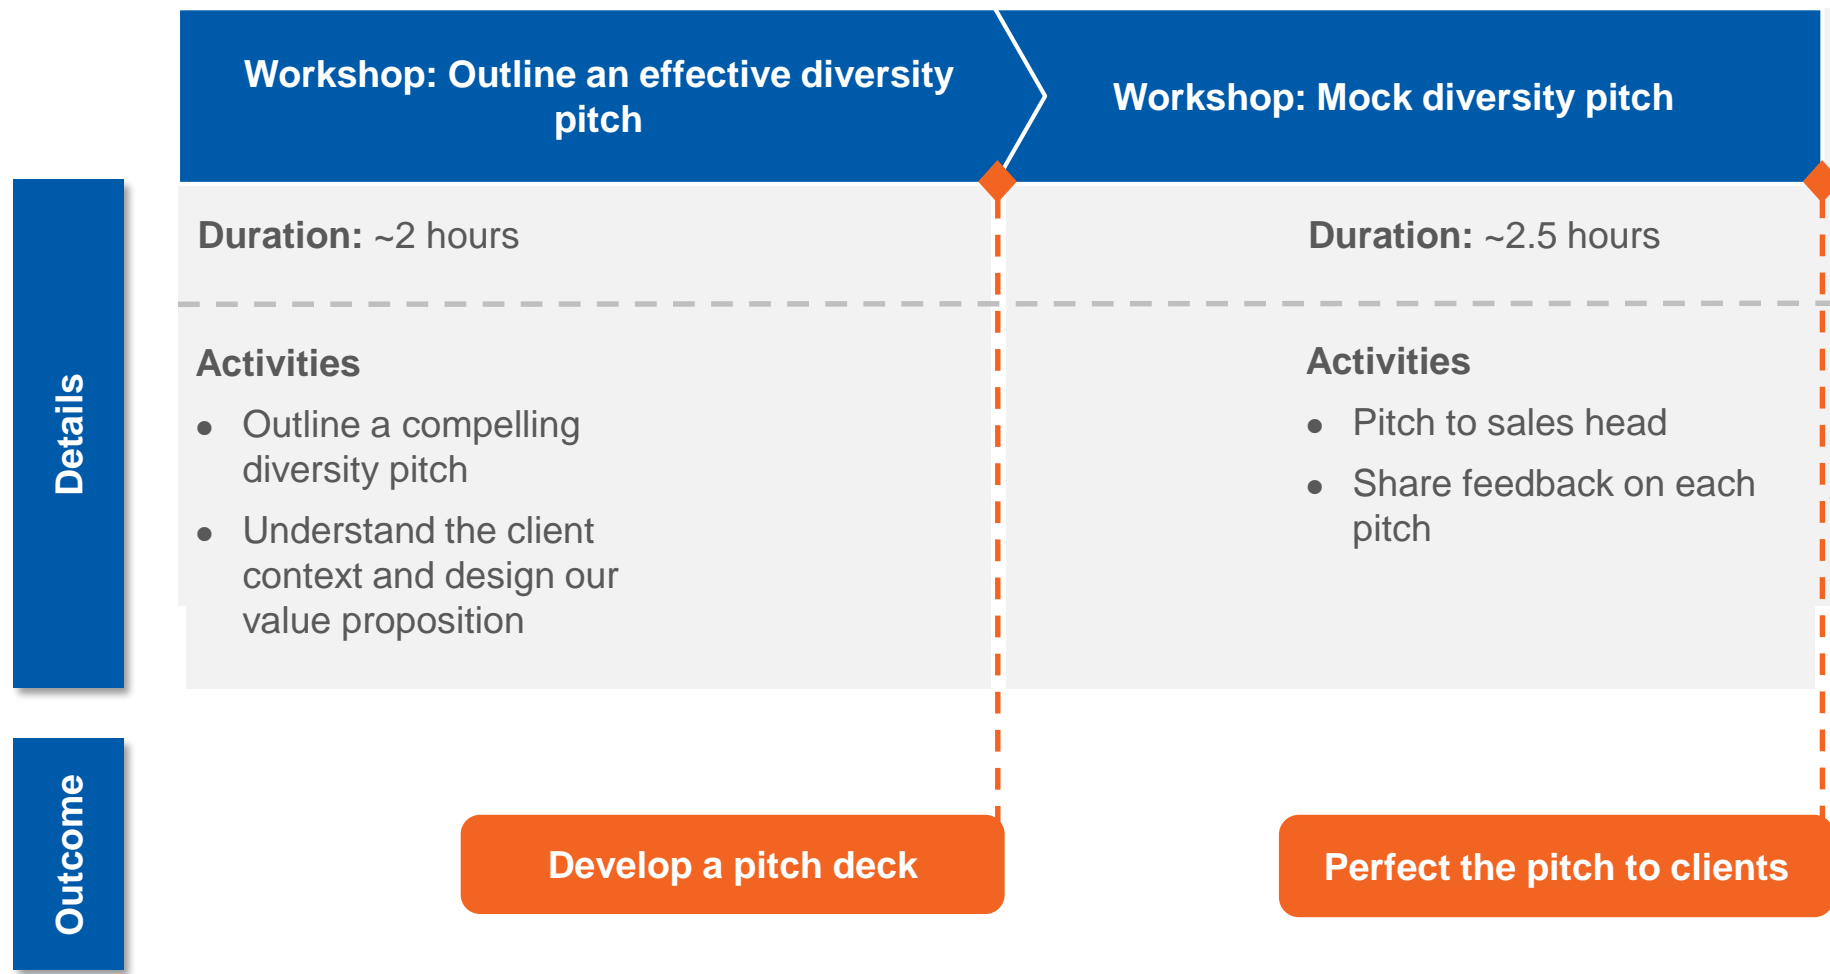 Workshop: Outline an effective diversity
pitch
Workshop: Mock diversity pitch
Details
Duration: ~2 hours
Activities
● Outline a compelling
diversity pitch
● Understand the client
context and design our
value proposition
Duration: ~2.5 hours
Activities
● Pitch to sales head
● Share feedback on each
pitch
Outcome
Develop a pitch deck
Perfect the pitch to clients